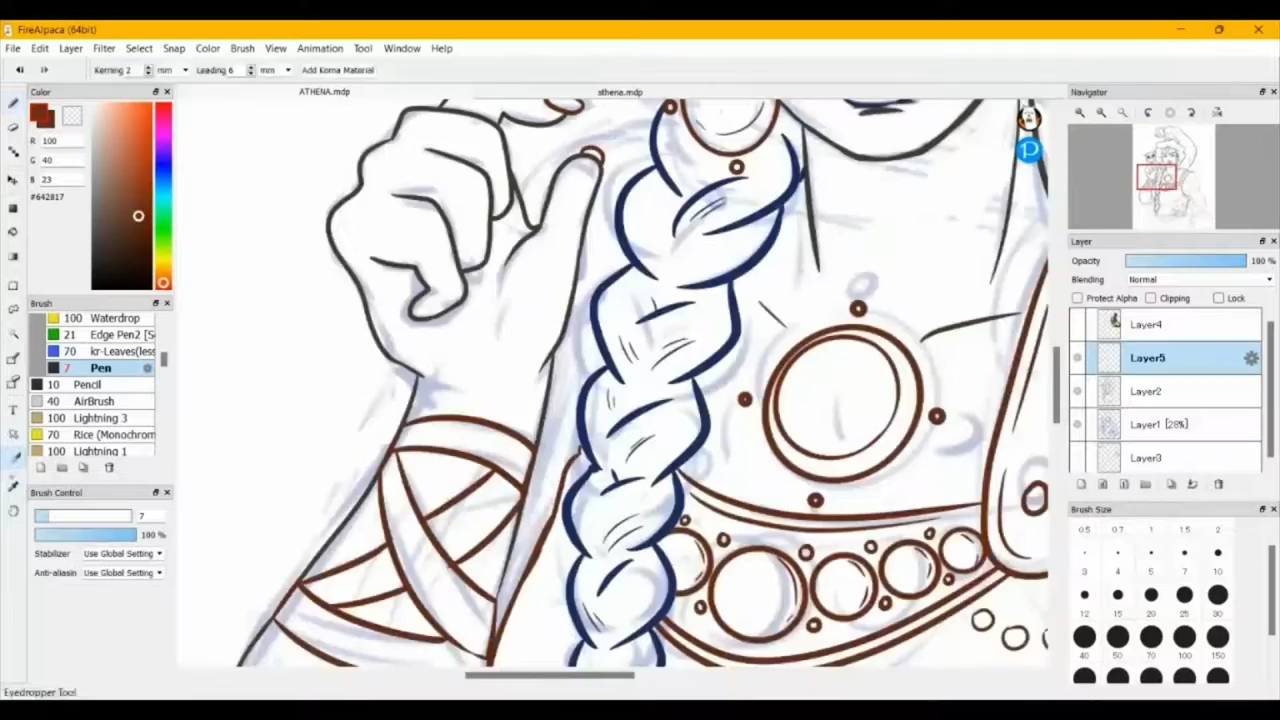 FireAlpaca (64bit)
File Edit Layer Filter Select Snap Color Brush View Animation Tool Window Help
Kerning 2 mm Leading 6 mm Add Koma Material
Color
ATHENA.mdp
sthena.mdp
Navigator
R 100
G 40
B 23
#642817
Layer
Opacity 100 %
Blending Normal
Protect Alpha Clipping Lock
Brush
100 Waterdrop
21 Edge Pen2 [S
70 kr-Leaves(less
7 Pen
10 Pencil
40 AirBrush
100 Lightning 3
70 Rice (Monochrom
100 Lightning 1
Layer4
Layer5
Layer2
Layer1 [28%]
Layer3
Brush Control
7
100 %
Stabilizer Use Global Setting
Anti-aliasin Use Global Setting
Brush Size
0.5 0.7 1 1.5 2
3 4 5 7 10
12 15 20 25 30
40 50 70 100 150
Eyedropper Tool